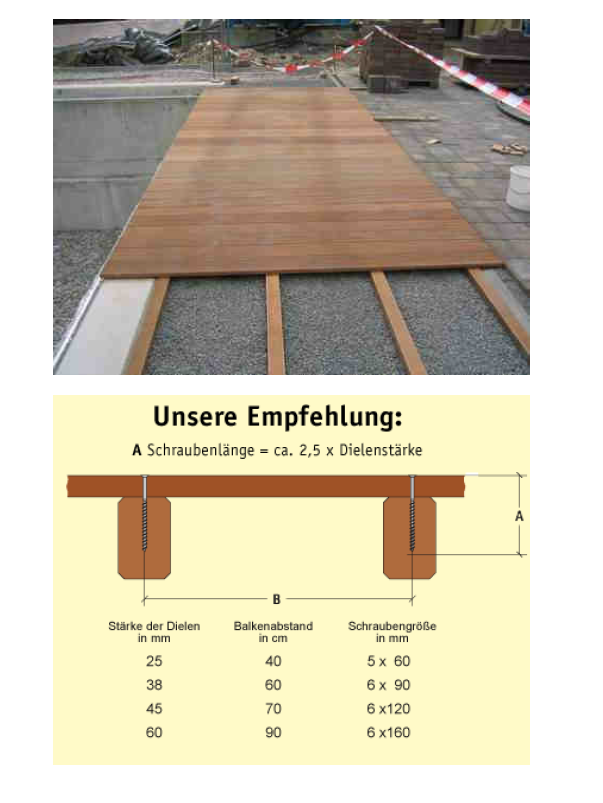 Unsere Empfehlung:
A Schraubenlänge = ca. 2,5 x Dielenstärke
A
B
Stärke der Dielen in mm
Balkenabstand in cm
Schraubengröße in mm
25 40 5 x 60
38 60 6 x 90
45 70 6 x120
60 90 6 x160